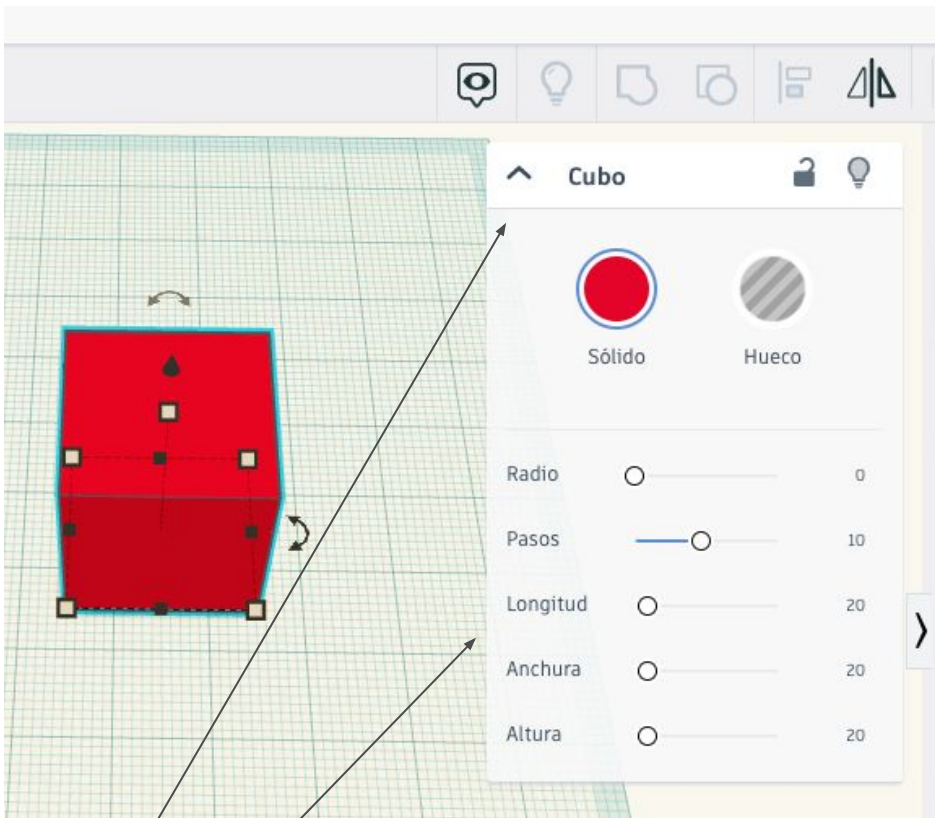 Cubo
Sólido Hueco
Radio 0
Pasos 10
Longitud 20
Anchura 20
Altura 20